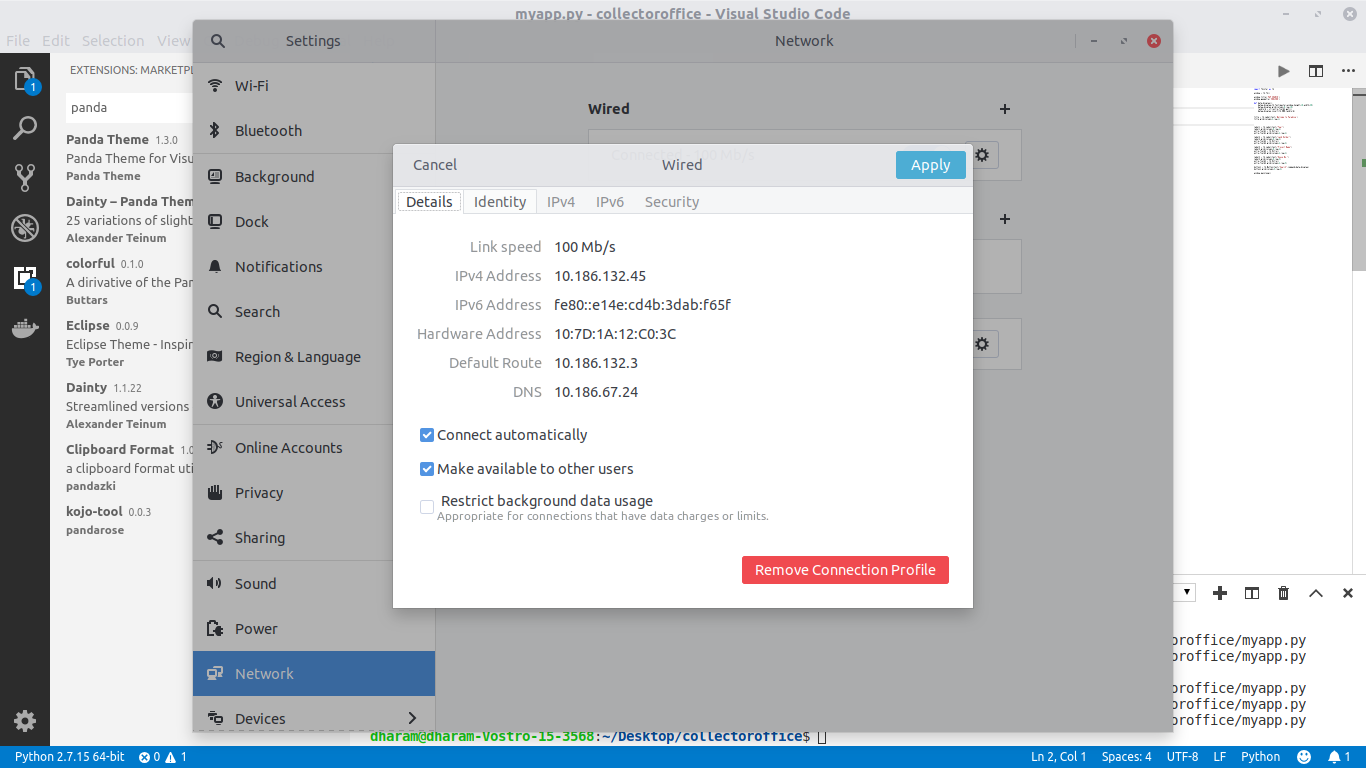 myapp.py - collectoroffice - Visual Studio Code
File Edit Selection View
EXTENSIONS: MARKETPL
panda
Panda Theme 1.3.0
Panda Theme for Visu
Panda Theme
Dainty – Panda Them
25 variations of slight
Alexander Teinum
colorful 0.1.0
A dirivative of the Pan
Buttars
Eclipse 0.0.9
Eclipse Theme - Inspir
Tye Porter
Dainty 1.1.22
Streamlined versions
Alexander Teinum
Clipboard Format 1.0
a clipboard format uti
pandazki
kojo-tool 0.0.3
pandarose
1
1
Settings
Wi-Fi
Bluetooth
Background
Dock
Notifications
Search
Region & Language
Universal Access
Online Accounts
Privacy
Sharing
Sound
Power
Network
Devices
Network
Wired
Connected - 100 Mb/s
Cancel Wired Apply
Details Identity IPv4 IPv6 Security
Link speed 100 Mb/s
IPv4 Address 10.186.132.45
IPv6 Address fe80::e14e:cd4b:3dab:f65f
Hardware Address 10:7D:1A:12:C0:3C
Default Route 10.186.132.3
DNS 10.186.67.24
Connect automatically
Make available to other users
Restrict background data usage
Appropriate for connections that have data charges or limits.
Remove Connection Profile
oroffice/myapp.py
oroffice/myapp.py
oroffice/myapp.py
oroffice/myapp.py
oroffice/myapp.py
dharam@dharam-Vostro-15-3568:~/Desktop/collectoroffice$
Python 2.7.15 64-bit 0 1 Ln 2, Col 1 Spaces: 4 UTF-8 LF Python 1